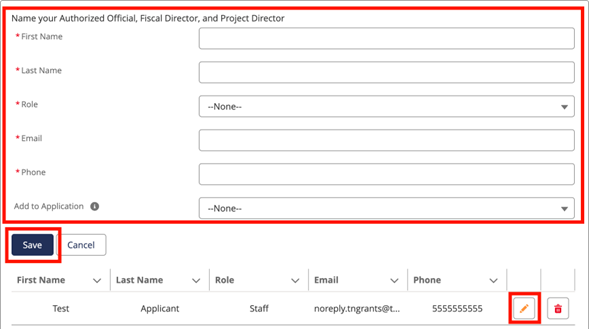 Name your Authorized Official, Fiscal Director, and Project Director
*First Name
*Last Name
*Role
--None--
*Email
*Phone
Add to Application
--None--
Save Cancel
First Name Last Name Role Email Phone
Test Applicant Staff noreply.tngrants@t... 5555555555